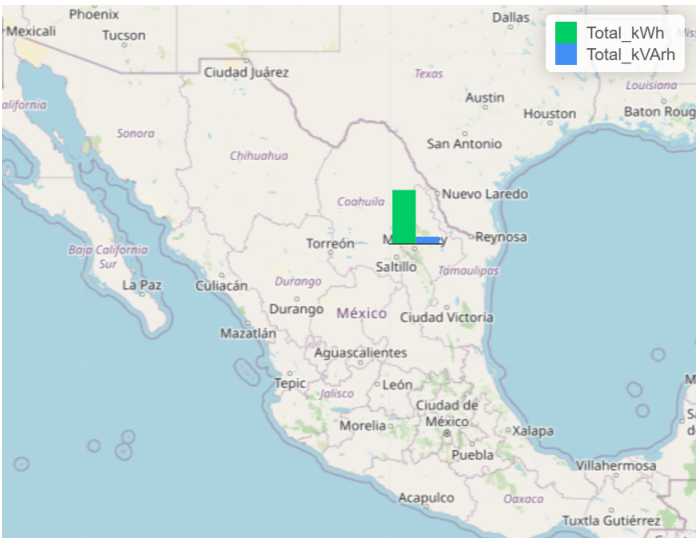 Phoenix
Dallas
Mexicali
Tucson
Total_kWh
Total_kVArh
Ciudad Juárez
Texas
Louisiana
alifornia
Austin
Houston
Baton Roug
Sonora
San Antonio
Chihuahua
Coahuila
Nuevo Laredo
Torreón
M
y
Reynosa
Baja California
Sur
Saltillo
Tamaulipas
La Paz
Culiacán
Durango
Durango
México
Ciudad Victoria
Mazatlán
Aguascalientes
Tepic
Jalisco
León
Ciudad de
México
Morelia
Xalapa
Puebla
Villahermosa
Acapulco
Oaxaca
Tuxtla Gutiérrez